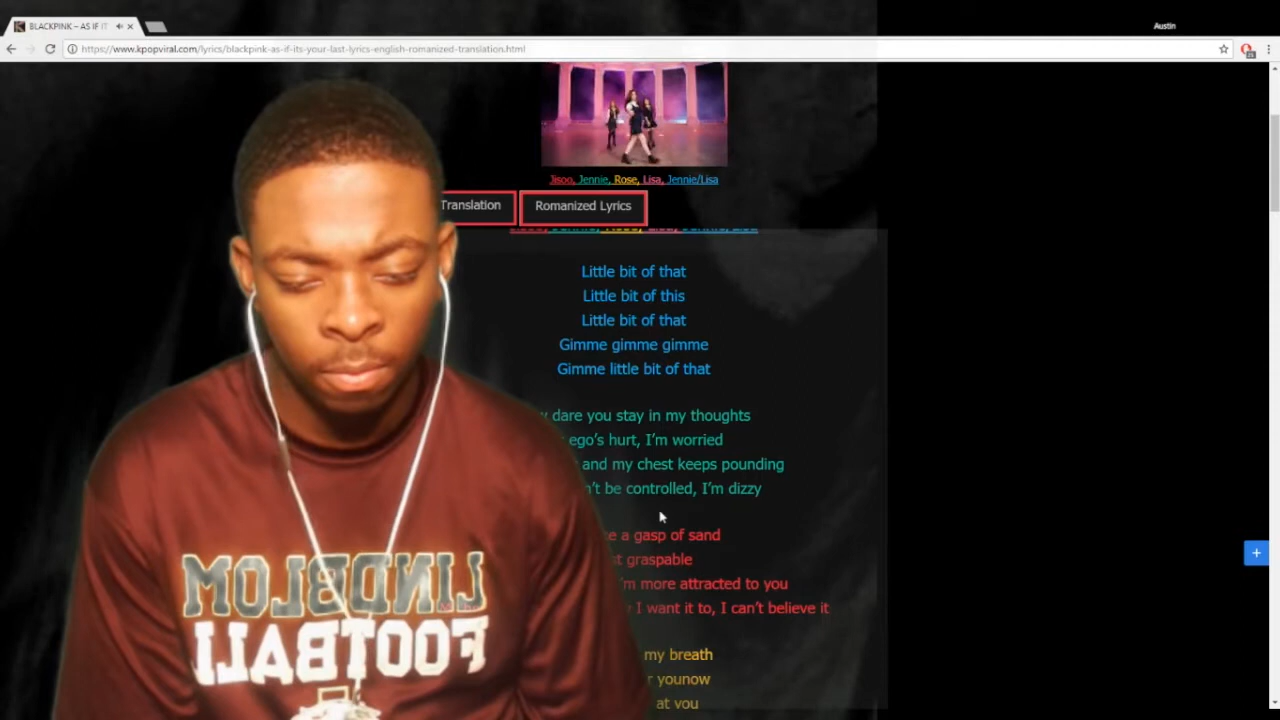 BLACKPINK – AS IF IT
Austin
https://www.kpopviral.com/lyrics/blackpink-as-if-its-your-last-lyrics-english-romanized-translation.html
Jisoo, Jennie, Rose, Lisa, Jennie/Lisa
Translation
Romanized Lyrics
Little bit of that
Little bit of this
Little bit of that
Gimme gimme gimme
Gimme little bit of that
dare you stay in my thoughts
ego's hurt, I'm worried
and my chest keeps pounding
be controlled, I'm dizzy
a gasp of sand
graspable
more attracted to you
I want it to, I can't believe it
my breath
younow
at you
LINDBLOM
FOOTBALL